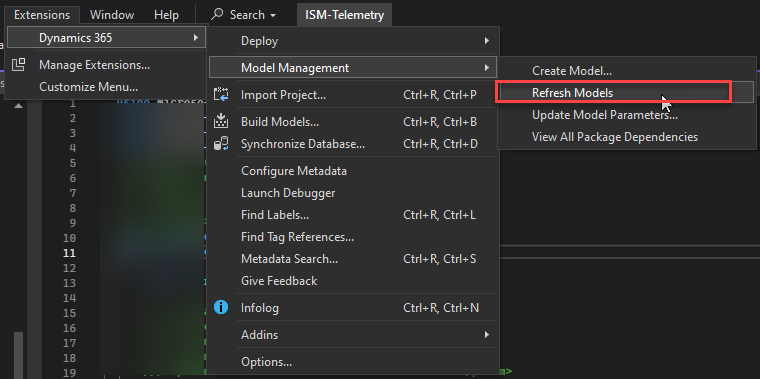 Extensions Window Help Search ISM-Telemetry
Dynamics 365
Manage Extensions...
Customize Menu...
Deploy
Model Management
Import Project... Ctrl+R, Ctrl+P
Build Models... Ctrl+R, Ctrl+B
Synchronize Database... Ctrl+R, Ctrl+D
Configure Metadata
Launch Debugger
Find Labels... Ctrl+R, Ctrl+L
Find Tag References...
Metadata Search... Ctrl+R, Ctrl+S
Give Feedback
Infolog Ctrl+R, Ctrl+N
Addins
Options...
Create Model...
Refresh Models
Update Model Parameters...
View All Package Dependencies
1
2
3
4
5
6
7
8
9
10
11
12
13
14
15
16
17
18
19